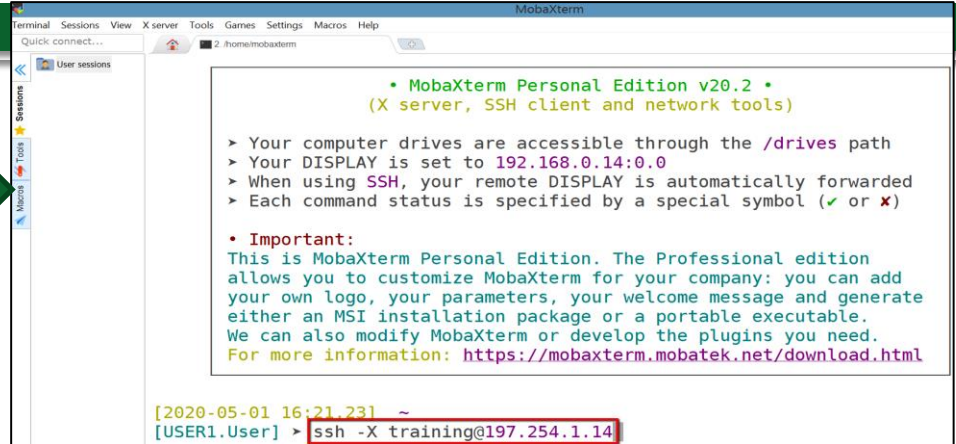 MobaXterm
Terminal Sessions View X server Tools Games Settings Macros Help
Quick connect...
2. /home/mobaxterm
User sessions
Sessions
Tools
Macros
• MobaXterm Personal Edition v20.2 •
(X server, SSH client and network tools)
➤ Your computer drives are accessible through the /drives path
➤ Your DISPLAY is set to 192.168.0.14:0.0
➤ When using SSH, your remote DISPLAY is automatically forwarded
➤ Each command status is specified by a special symbol (✔ or ✘)
• Important:
This is MobaXterm Personal Edition. The Professional edition
allows you to customize MobaXterm for your company: you can add
your own logo, your parameters, your welcome message and generate
either an MSI installation package or a portable executable.
We can also modify MobaXterm or develop the plugins you need.
For more information: https://mobaxterm.mobatek.net/download.html
[2020-05-01 16:21.23] ~
[USER1.User] ➤ ssh -X training@197.254.1.14